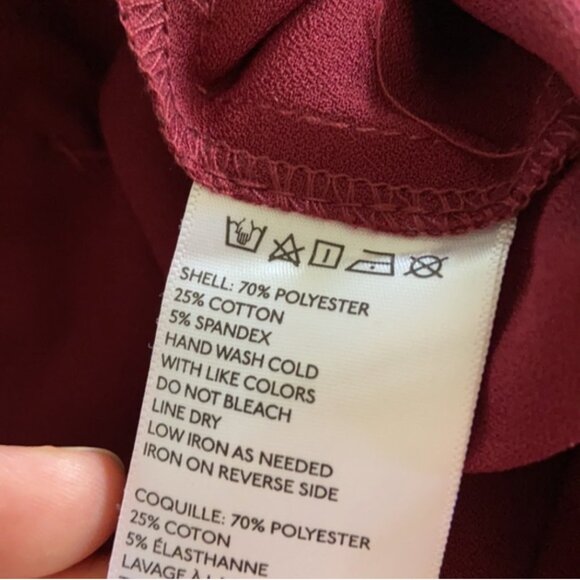 SHELL: 70% POLYESTER
25% COTTON
5% SPANDEX
HAND WASH COLD
WITH LIKE COLORS
DO NOT BLEACH
LINE DRY
LOW IRON AS NEEDED
IRON ON REVERSE SIDE
COQUILLE: 70% POLYESTER
25% COTON
5% ÉLASTHANNE
LAVAGE À L